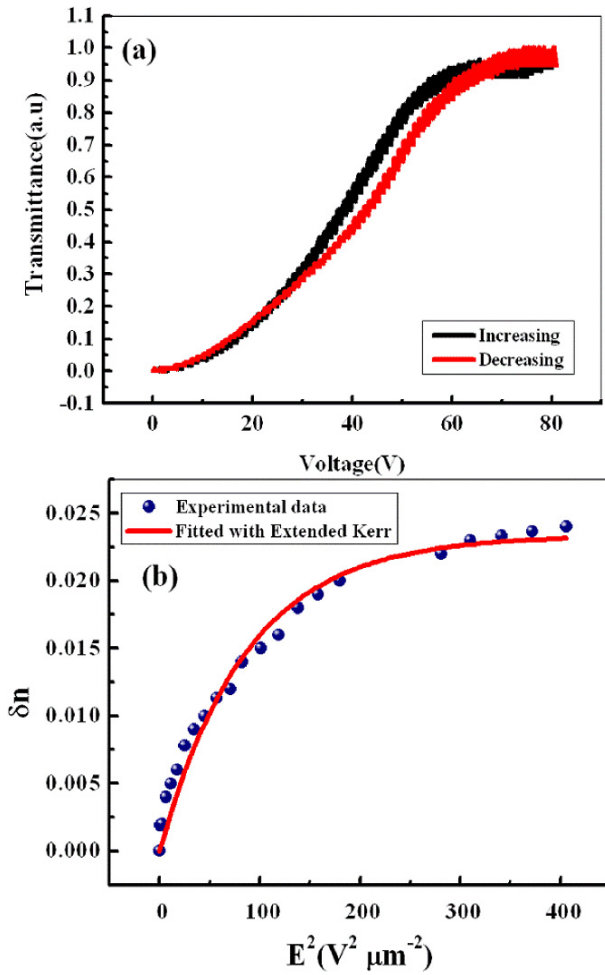 (a)
Transmittance(a.u)
1.1
1.0
0.9
0.8
0.7
0.6
0.5
0.4
0.3
0.2
0.1
0.0
-0.1
Increasing
Decreasing
0 20 40 60 80
Voltage(V)
Experimental data
Fitted with Extended Kerr
(b)
δn
0.025
0.020
0.015
0.010
0.005
0.000
0 100 200 300 400
E²(V² μm⁻²)